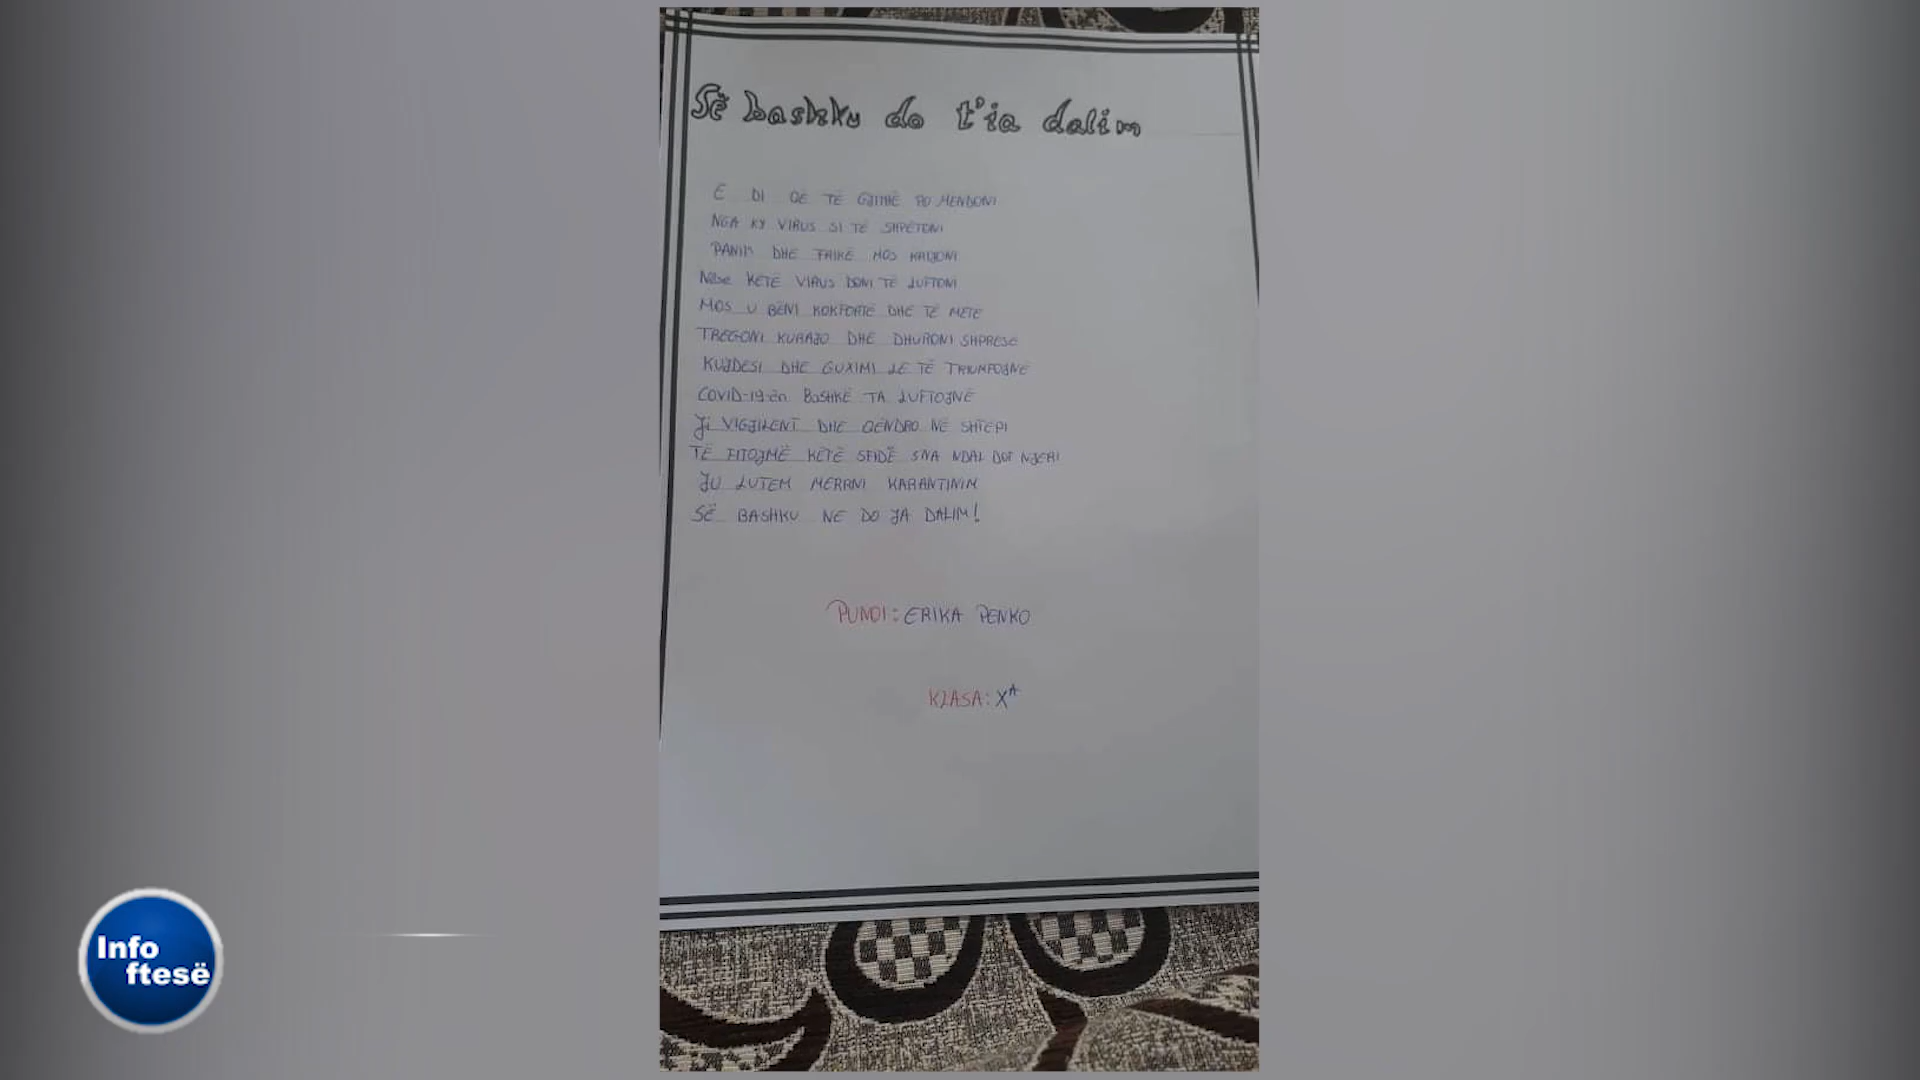 Së bashku do t'ia dalim
E DI QË TË GJITHË PO MENDONI
NGA KY VIRUS SI TË SHPËTONI
PANIK DHE FRIKË MOS KRIJONI
Nëse KËTË VIRUS DONI TË LUFTONI
MOS U BËNI KOKFORTË DHE TË METË
TREGONI KURAJO DHE DHURONI SHPRESË
KUJDESI DHE GUXIMI LE TË TRIUMFOJNË
COVID-19-ën BASHKË TA LUFTOJNË
Ji VIGJILENT DHE QËNDRO NË SHTËPI
TË FITOJMË KËTË SFIDË S'NA NDAL DOT NJERI
JU LUTEM MERRNI KARANTINIM
SË BASHKU NE DO JA DALIM!
PUNOI: ERIKA PENKO
KLASA: XA
Info
ftesë